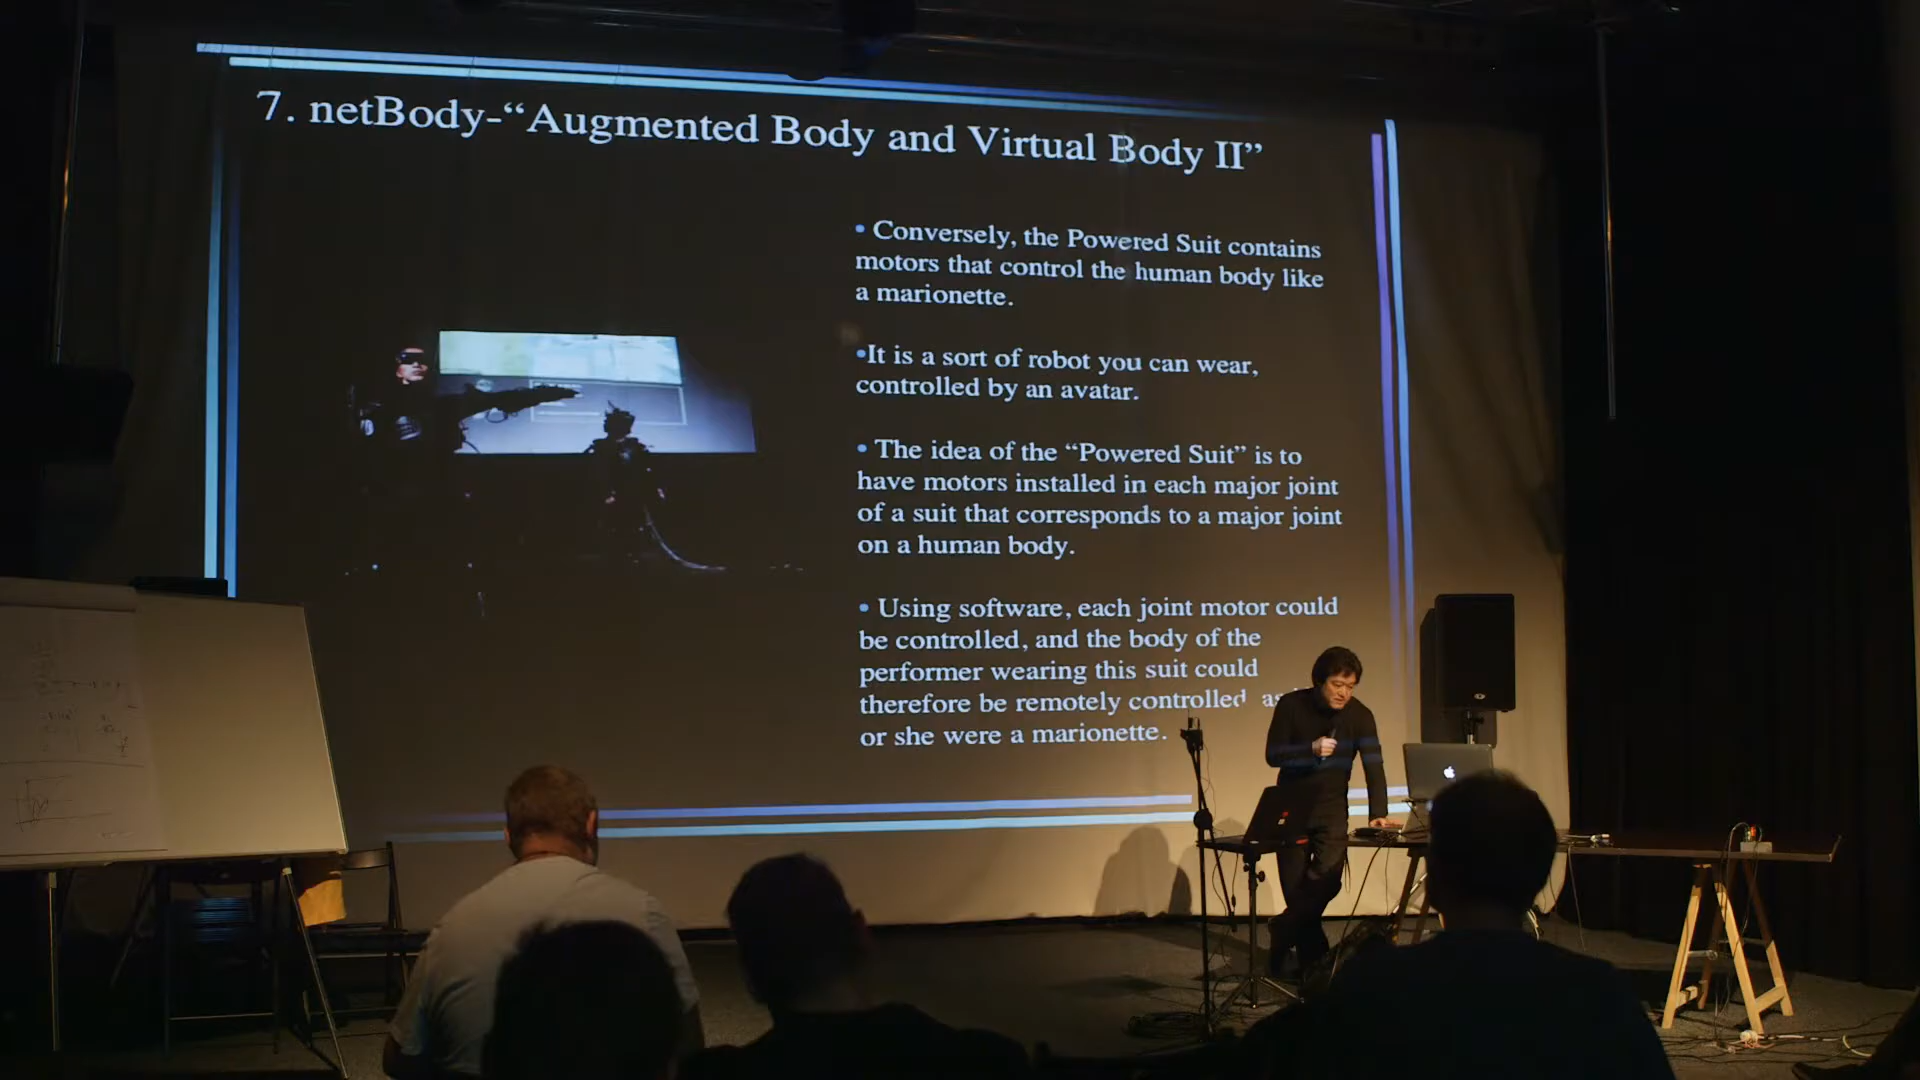 7. netBody-“Augmented Body and Virtual Body II”
• Conversely, the Powered Suit contains
motors that control the human body like
a marionette.
•It is a sort of robot you can wear,
controlled by an avatar.
• The idea of the “Powered Suit” is to
have motors installed in each major joint
of a suit that corresponds to a major joint
on a human body.
• Using software, each joint motor could
be controlled, and the body of the
performer wearing this suit could
therefore be remotely controlled
or she were a marionette.